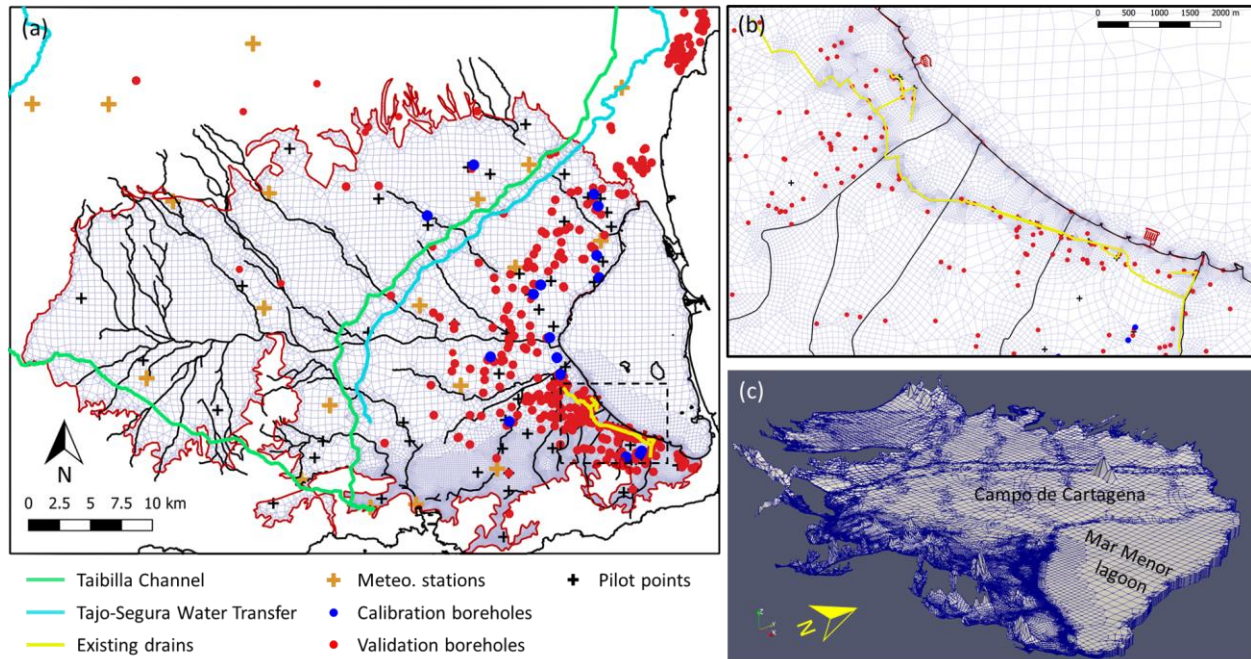 (a)
N
0 2.5 5 7.5 10 km
(b)
0 500 1000 1500 2000 m
(c)
Campo de Cartagena
Mar Menor
lagoon
N
Taibilla Channel
Meteo. stations
Pilot points
Tajo-Segura Water Transfer
Calibration boreholes
Existing drains
Validation boreholes